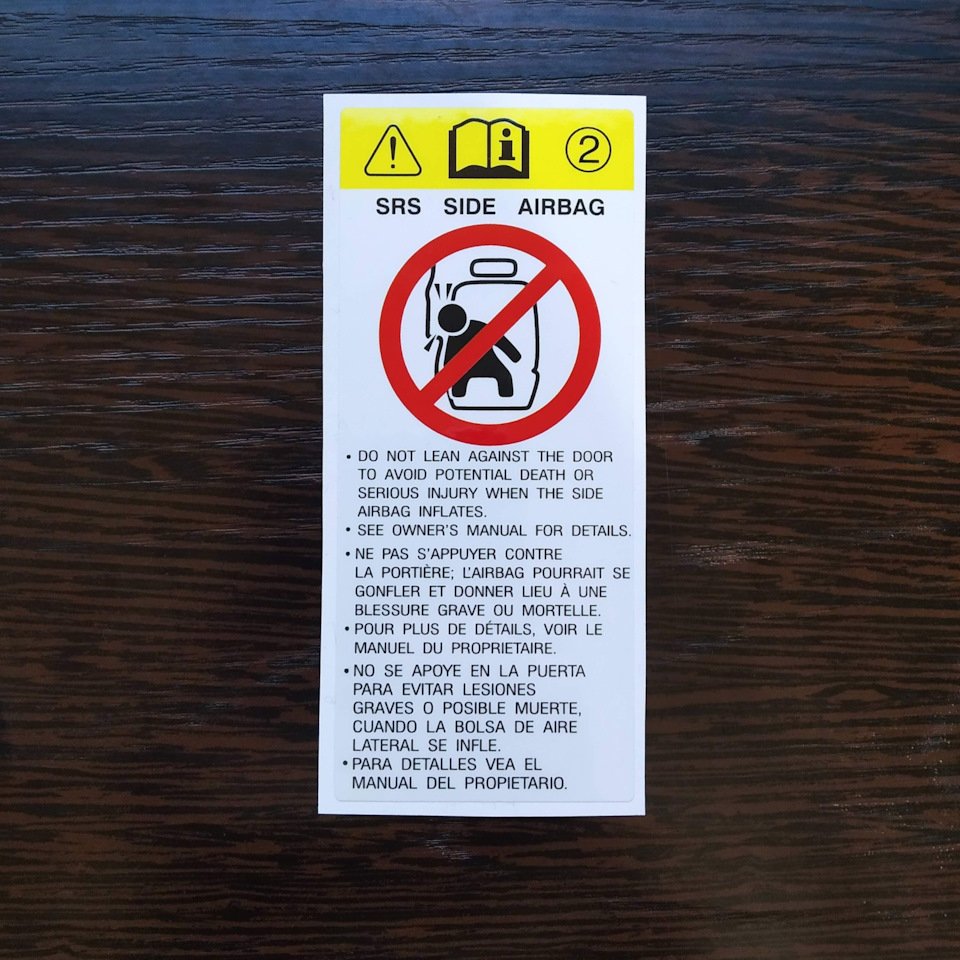 ! i 2
SRS SIDE AIRBAG
• DO NOT LEAN AGAINST THE DOOR
TO AVOID POTENTIAL DEATH OR
SERIOUS INJURY WHEN THE SIDE
AIRBAG INFLATES.
• SEE OWNER'S MANUAL FOR DETAILS.
• NE PAS S'APPUYER CONTRE
LA PORTIÈRE; L'AIRBAG POURRAIT SE
GONFLER ET DONNER LIEU À UNE
BLESSURE GRAVE OU MORTELLE.
• POUR PLUS DE DÉTAILS, VOIR LE
MANUEL DU PROPRIETAIRE.
• NO SE APOYE EN LA PUERTA
PARA EVITAR LESIONES
GRAVES O POSIBLE MUERTE,
CUANDO LA BOLSA DE AIRE
LATERAL SE INFLE.
• PARA DETALLES VEA EL
MANUAL DEL PROPIETARIO.